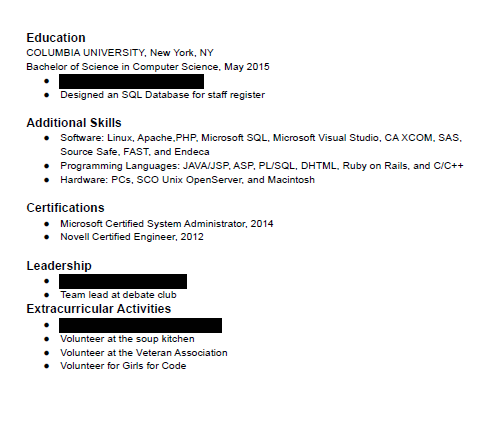 Education
COLUMBIA UNIVERSITY, New York, NY
Bachelor of Science in Computer Science, May 2015
● Designed an SQL Database for staff register
Additional Skills
● Software: Linux, Apache,PHP, Microsoft SQL, Microsoft Visual Studio, CA XCOM, SAS,
Source Safe, FAST, and Endeca
● Programming Languages: JAVA/JSP, ASP, PL/SQL, DHTML, Ruby on Rails, and C/C++
● Hardware: PCs, SCO Unix OpenServer, and Macintosh
Certifications
● Microsoft Certified System Administrator, 2014
● Novell Certified Engineer, 2012
Leadership
● Team lead at debate club
Extracurricular Activities
● Volunteer at the soup kitchen
● Volunteer at the Veteran Association
● Volunteer for Girls for Code